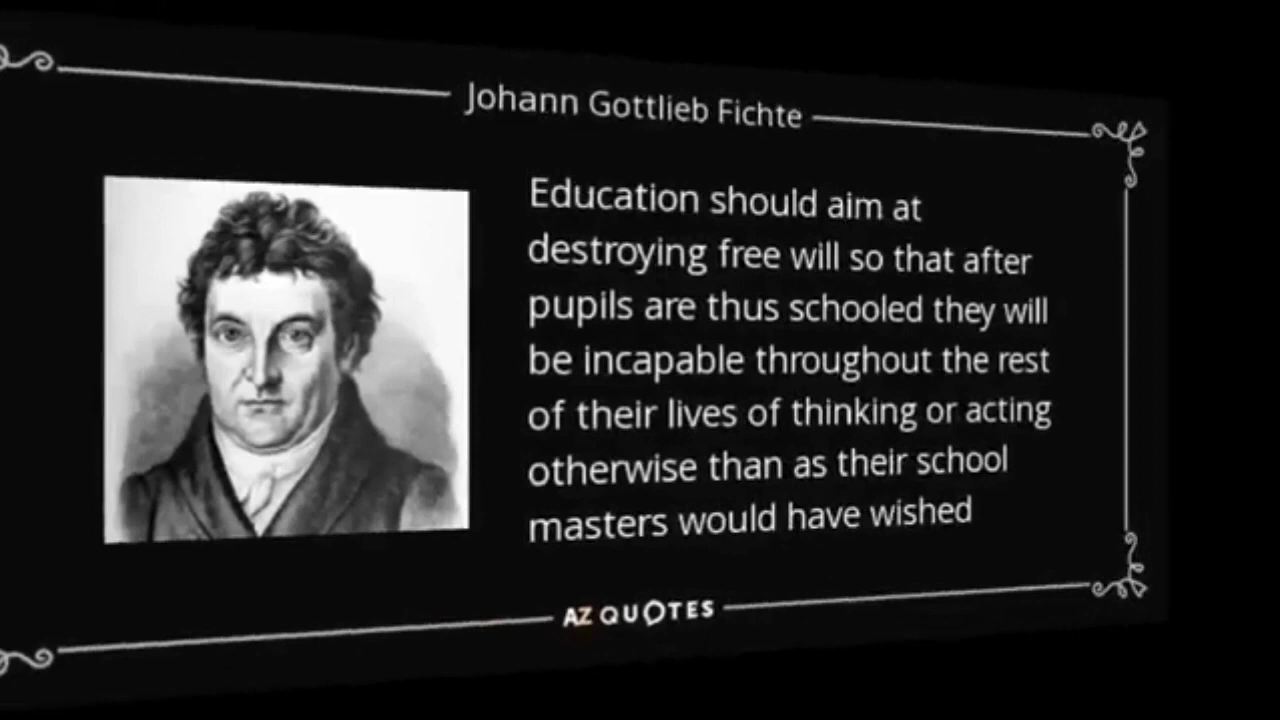 Johann Gottlieb Fichte
Education should aim at
destroying free will so that after
pupils are thus schooled they will
be incapable throughout the rest
of their lives of thinking or acting
otherwise than as their school
masters would have wished
AZ QUOTES